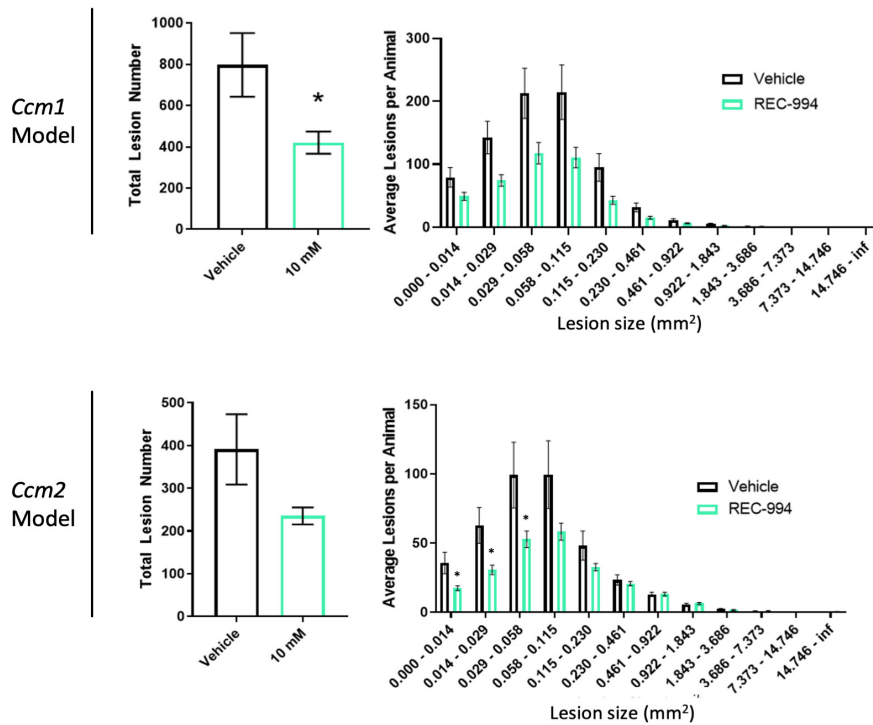 Ccm1
Model
Total Lesion Number
1000
800
600
400
200
0
*
Vehicle
10 mM
Average Lesions per Animal
300
200
100
0
Vehicle
REC-994
0.000 - 0.014
0.014 - 0.029
0.029 - 0.058
0.058 - 0.115
0.115 - 0.230
0.230 - 0.461
0.461 - 0.922
0.922 - 1.843
1.843 - 3.686
3.686 - 7.373
7.373 - 14.746
14.746 - inf
Lesion size (mm²)
Ccm2
Model
Total Lesion Number
500
400
300
200
100
0
Vehicle
10 mM
Average Lesions per Animal
150
100
50
0
*
*
*
Vehicle
REC-994
0.000 - 0.014
0.014 - 0.029
0.029 - 0.058
0.058 - 0.115
0.115 - 0.230
0.230 - 0.461
0.461 - 0.922
0.922 - 1.843
1.843 - 3.686
3.686 - 7.373
7.373 - 14.746
14.746 - inf
Lesion size (mm²)